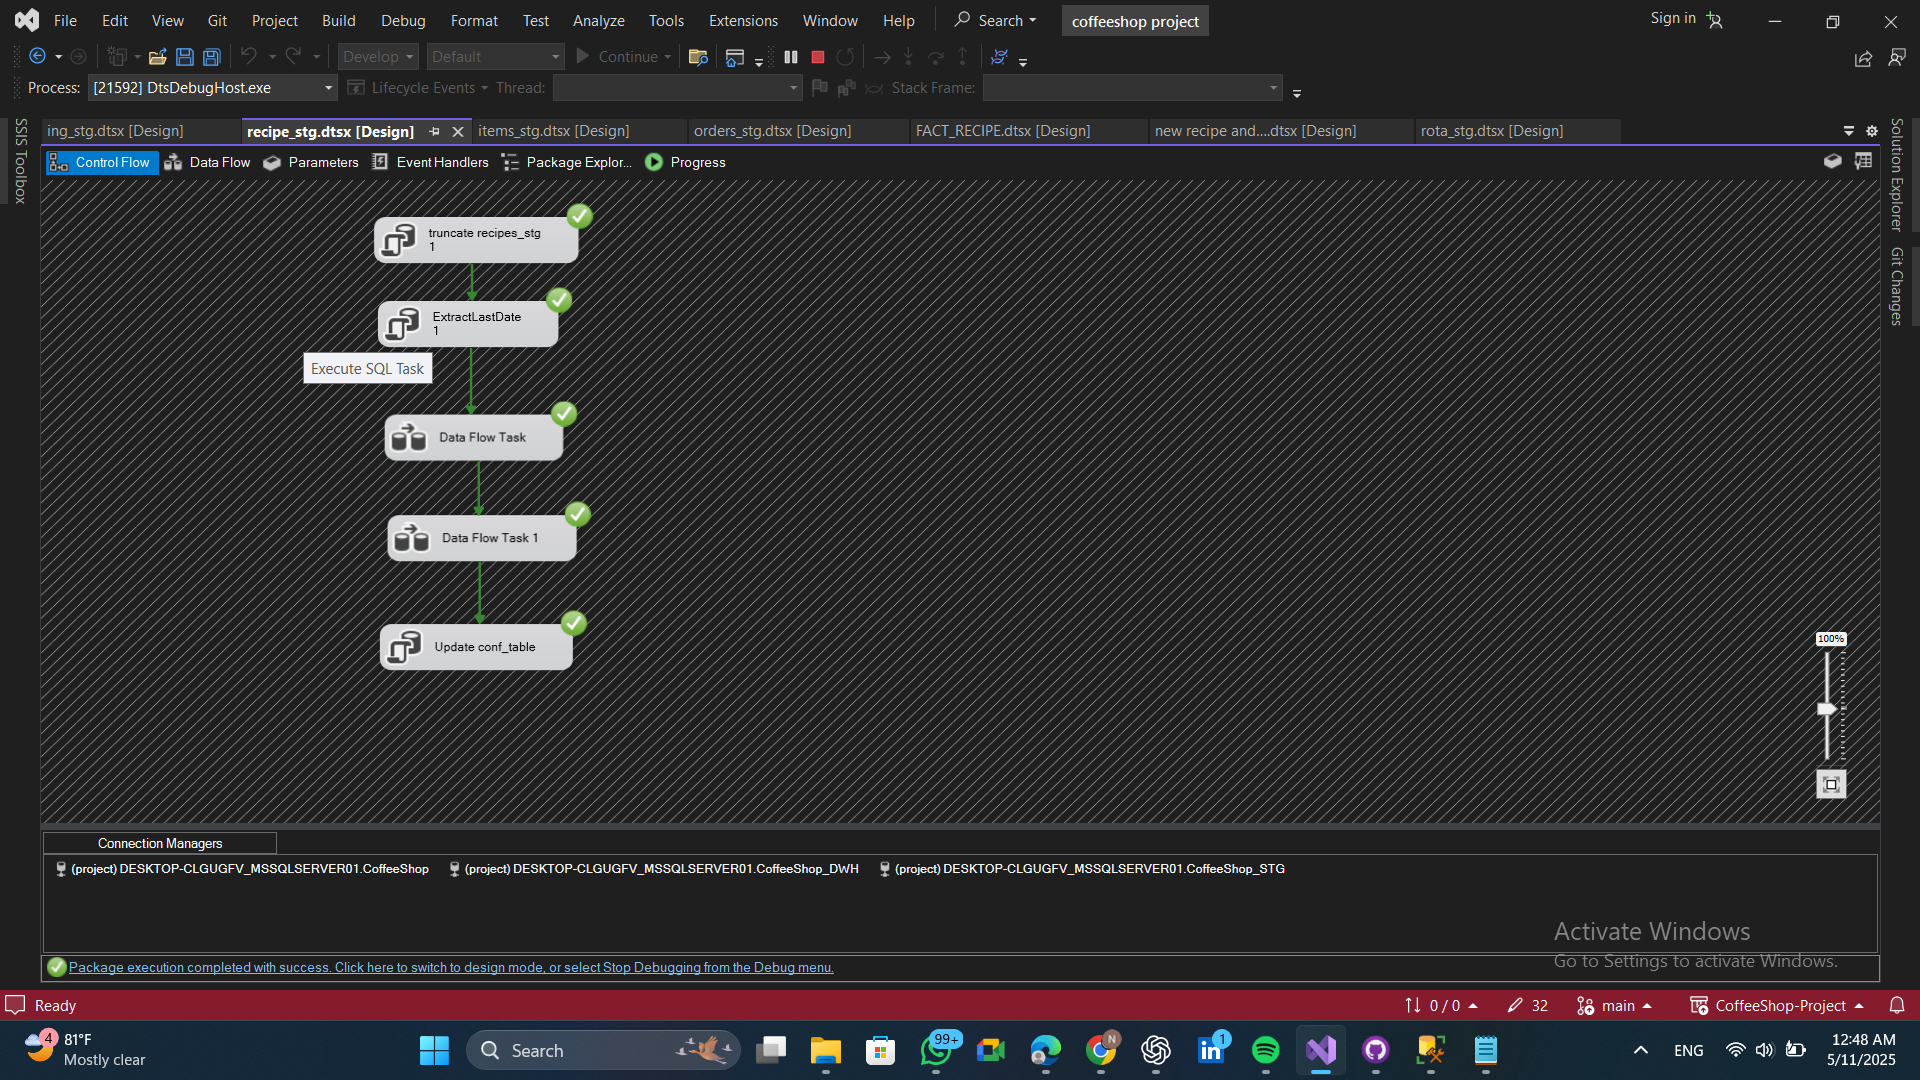 File Edit View Git Project Build Debug Format Test Analyze Tools Extensions Window Help Search coffeeshop project Sign in
Develop Default Continue
Process: [21592] DtsDebugHost.exe Lifecycle Events Thread: Stack Frame:
SSIS Toolbox
ing_stg.dtsx [Design] recipe_stg.dtsx [Design] items_stg.dtsx [Design] orders_stg.dtsx [Design] FACT_RECIPE.dtsx [Design] new recipe and....dtsx [Design] rota_stg.dtsx [Design]
Control Flow Data Flow Parameters Event Handlers Package Explor... Progress
Solution Explorer
Git Changes
truncate recipes_stg
1
ExtractLastDate
1
Execute SQL Task
Data Flow Task
Data Flow Task 1
Update conf_table
100%
Connection Managers
(project) DESKTOP-CLGUGFV_MSSQLSERVER01.CoffeeShop (project) DESKTOP-CLGUGFV_MSSQLSERVER01.CoffeeShop_DWH (project) DESKTOP-CLGUGFV_MSSQLSERVER01.CoffeeShop_STG
Activate Windows
Go to Settings to activate Windows.
Package execution completed with success. Click here to switch to design mode, or select Stop Debugging from the Debug menu.
Ready 0 / 0 32 main CoffeeShop-Project
4 81°F
Mostly clear
Search 99+ N 1 ENG
12:48 AM
5/11/2025